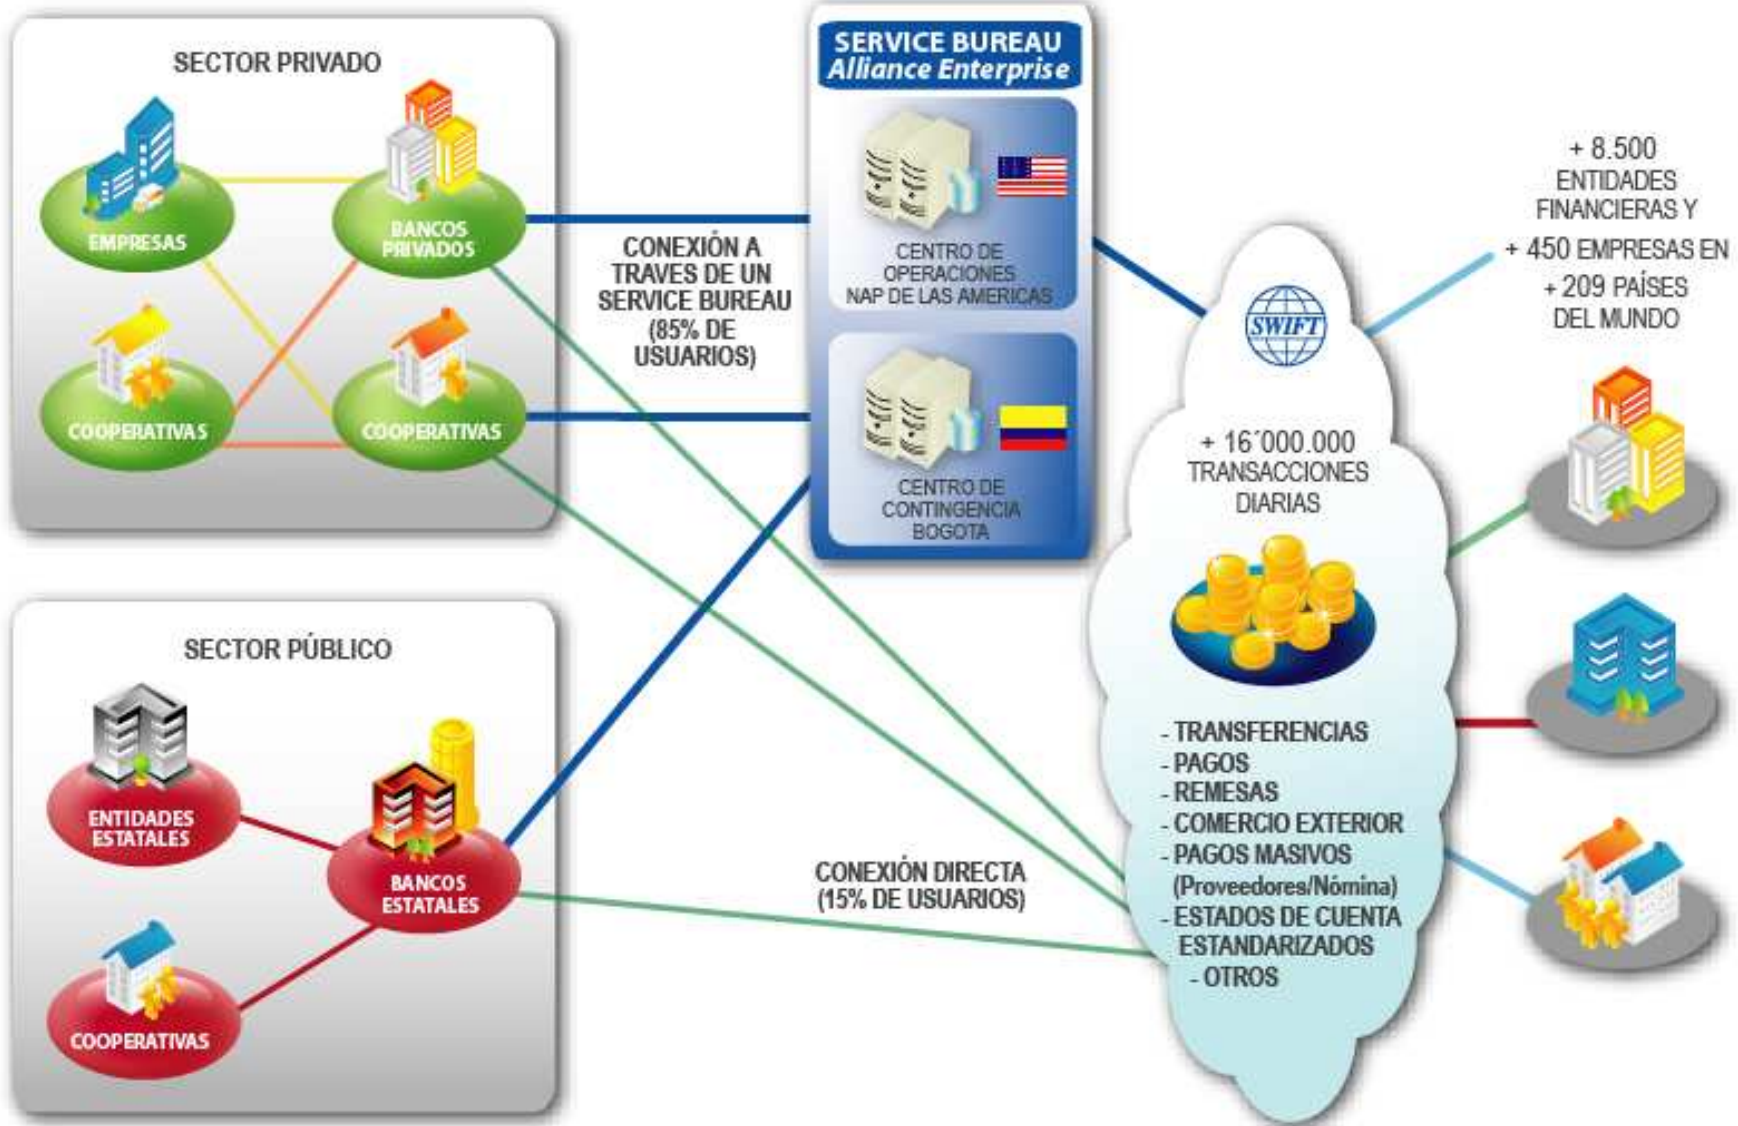 SECTOR PRIVADO
EMPRESAS
BANCOS
PRIVADOS
COOPERATIVAS
COOPERATIVAS
CONEXIÓN A
TRAVES DE UN
SERVICE BUREAU
(85% DE
USUARIOS)
SERVICE BUREAU
Alliance Enterprise
CENTRO DE
OPERACIONES
NAP DE LAS AMERICAS
CENTRO DE
CONTINGENCIA
BOGOTA
SWIFT
+ 16´000.000
TRANSACCIONES
DIARIAS
- TRANSFERENCIAS
- PAGOS
- REMESAS
- COMERCIO EXTERIOR
- PAGOS MASIVOS
(Proveedores/Nómina)
- ESTADOS DE CUENTA
ESTANDARIZADOS
- OTROS
+ 8.500
ENTIDADES
FINANCIERAS Y
+ 450 EMPRESAS EN
+ 209 PAÍSES
DEL MUNDO
SECTOR PÚBLICO
ENTIDADES
ESTATALES
BANCOS
ESTATALES
COOPERATIVAS
CONEXIÓN DIRECTA
(15% DE USUARIOS)